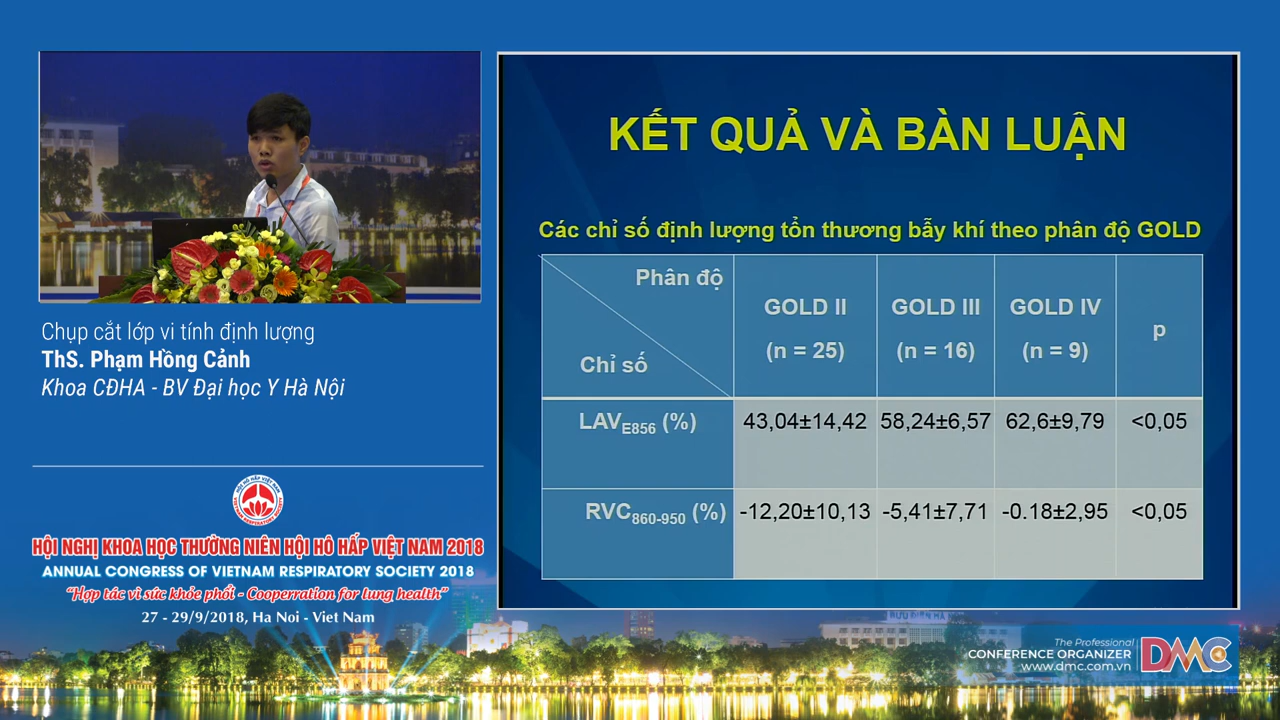 Chụp cắt lớp vi tính định lượng
ThS. Phạm Hồng Cảnh
Khoa CĐHA - BV Đại học Y Hà Nội
HỘI HÔ HẤP VIỆT NAM
HỘI NGHỊ KHOA HỌC THƯỜNG NIÊN HỘI HÔ HẤP VIỆT NAM 2018
ANNUAL CONGRESS OF VIETNAM RESPIRATORY SOCIETY 2018
“Hợp tác vì sức khỏe phổi - Cooperration for lung health”
27 - 29/9/2018, Ha Noi - Viet Nam
KẾT QUẢ VÀ BÀN LUẬN
Các chỉ số định lượng tổn thương bẫy khí theo phân độ GOLD
Phân độ
Chỉ số
GOLD II (n = 25)
GOLD III (n = 16)
GOLD IV (n = 9)
p
LAVE856 (%) 43,04±14,42 58,24±6,57 62,6±9,79 <0,05
RVC860-950 (%) -12,20±10,13 -5,41±7,71 -0.18±2,95 <0,05
The Professional
CONFERENCE ORGANIZER
www.dmc.com.vn
DMC